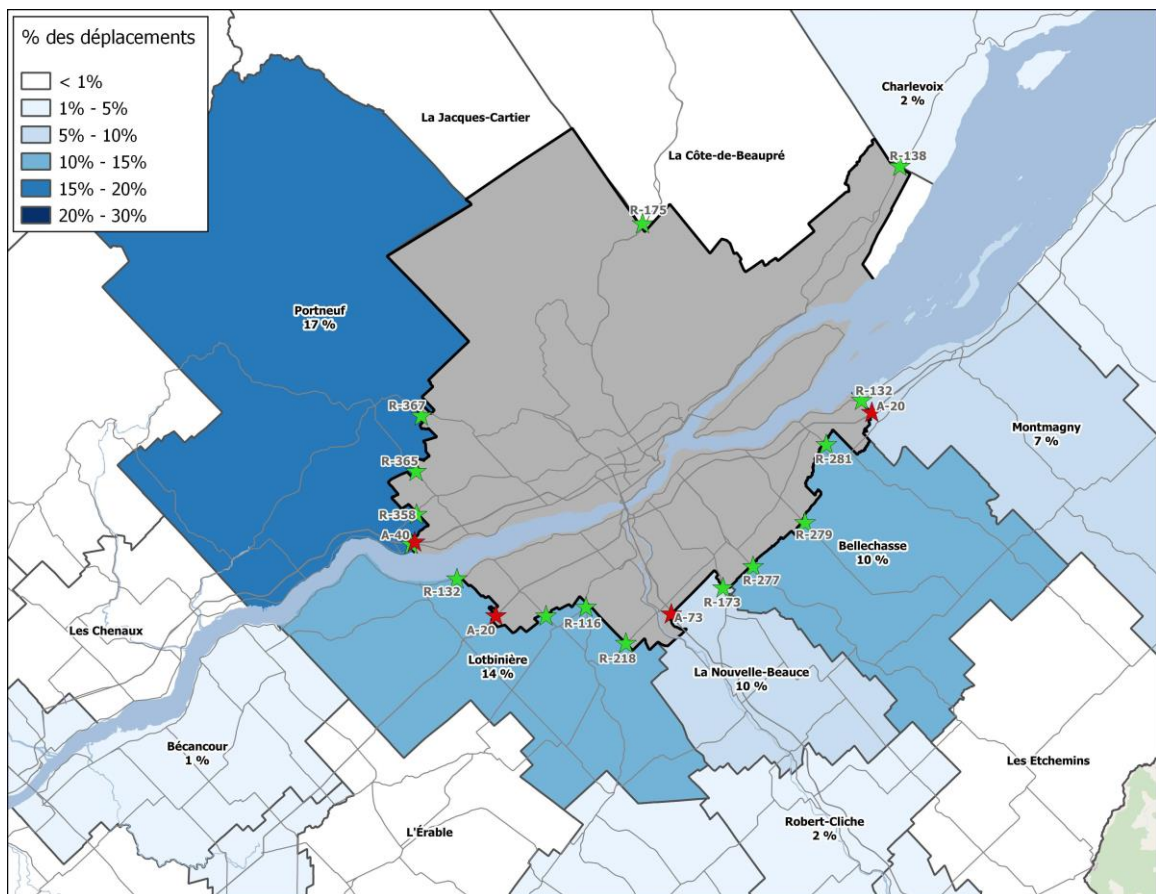 % des déplacements
< 1%
1% - 5%
5% - 10%
10% - 15%
15% - 20%
20% - 30%
Charlevoix
2 %
La Jacques-Cartier
La Côte-de-Beaupré
R-138
R-175
Portneuf
17 %
R-367
R-132
A-20
Montmagny
7 %
R-281
R-365
R-358
A-40
R-279
Bellechasse
10 %
R-277
R-132
R-173
A-20
R-116
A-73
R-218
Les Chenaux
Lotbinière
14 %
La Nouvelle-Beauce
10 %
Bécancour
1 %
Les Etchemins
L'Érable
Robert-Cliche
2 %